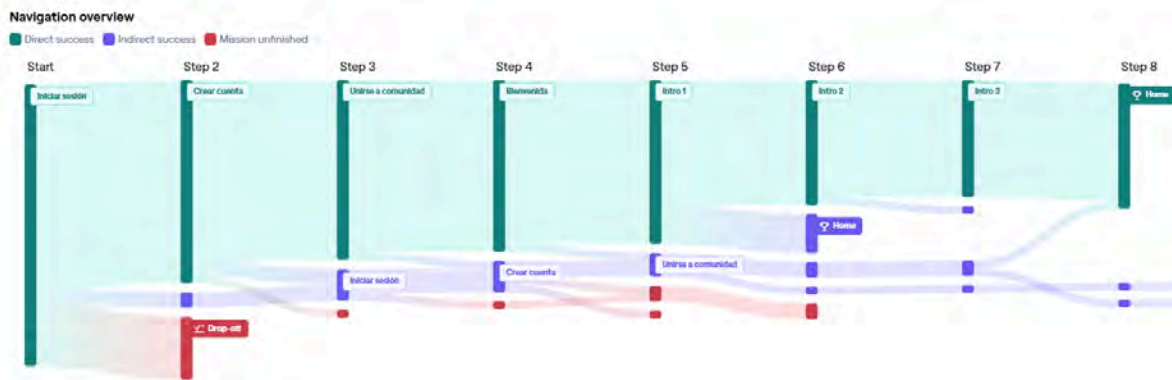 Navigation overview
Direct success Indirect success Mission unfinished
Start Step 2 Step 3 Step 4 Step 5 Step 6 Step 7 Step 8
Iniciar sesión Crear cuenta Unirse a comunidad Bienvenida Intro 1 Intro 2 Intro 3 Home
Home
Unirse a comunidad
Crear cuenta
Iniciar sesión
Drop-off